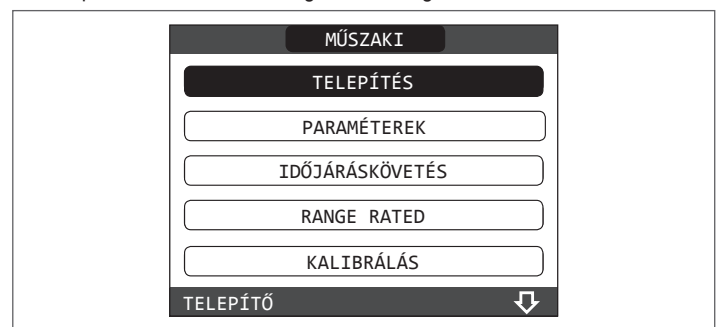 MŰSZAKI
TELEPÍTÉS
PARAMÉTEREK
IDŐJÁRÁSKÖVETÉS
RANGE RATED
KALIBRÁLÁS
TELEPÍTŐ